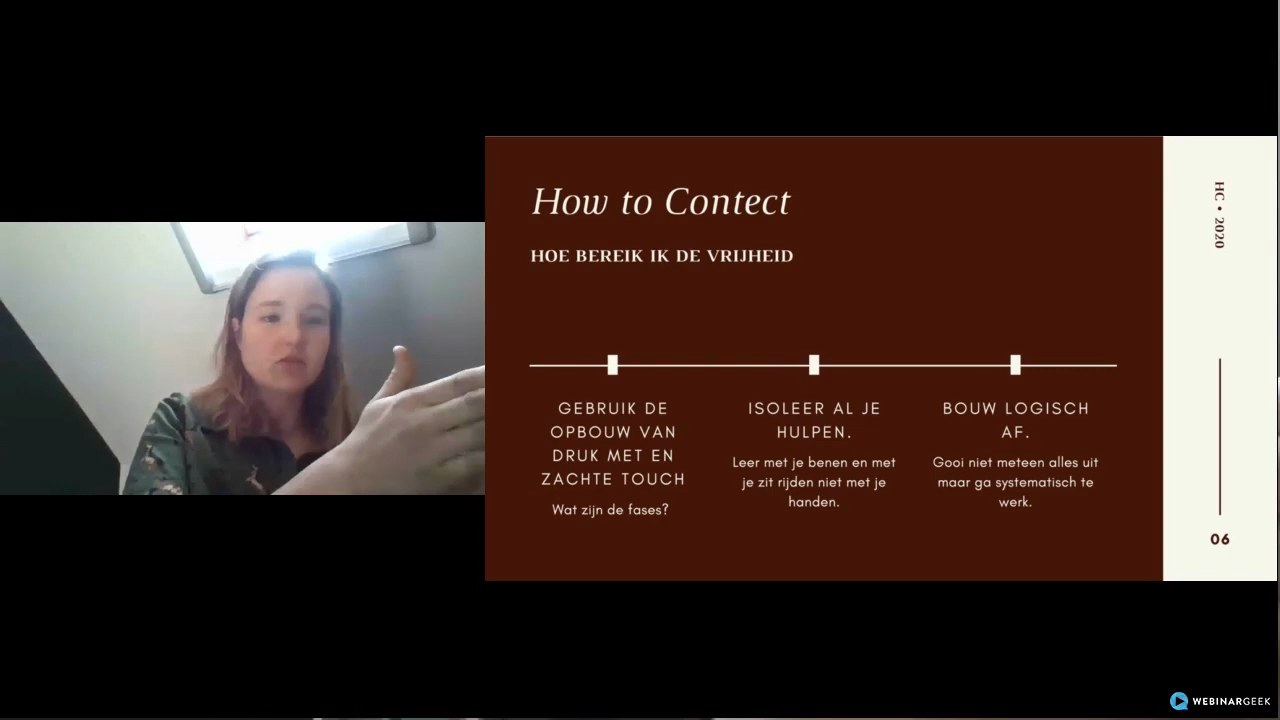 How to Contect
HOE BEREIK IK DE VRIJHEID
GEBRUIK DE
OPBOUW VAN
DRUK MET EN
ZACHTE TOUCH
Wat zijn de fases?
ISOLEER AL JE
HULPEN.
Leer met je benen en met
je zit rijden niet met je
handen.
BOUW LOGISCH
AF.
Gooi niet meteen alles uit
maar ga systematisch te
werk.
HC • 2020
06
WEBINARGEEK